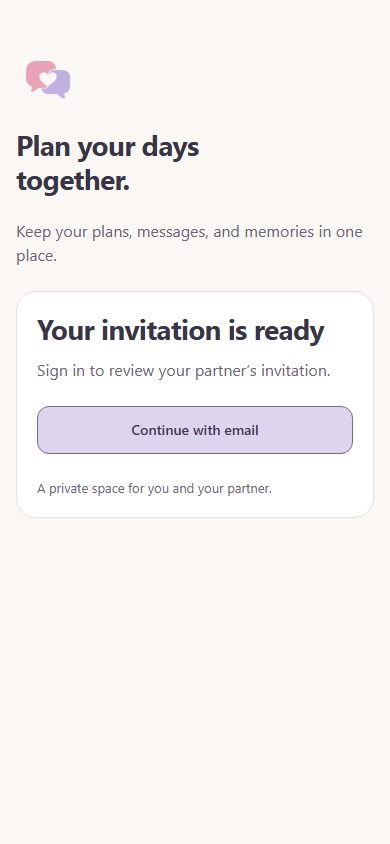 Plan your days
together.
Keep your plans, messages, and memories in one
place.
Your invitation is ready
Sign in to review your partner's invitation.
Continue with email
A private space for you and your partner.